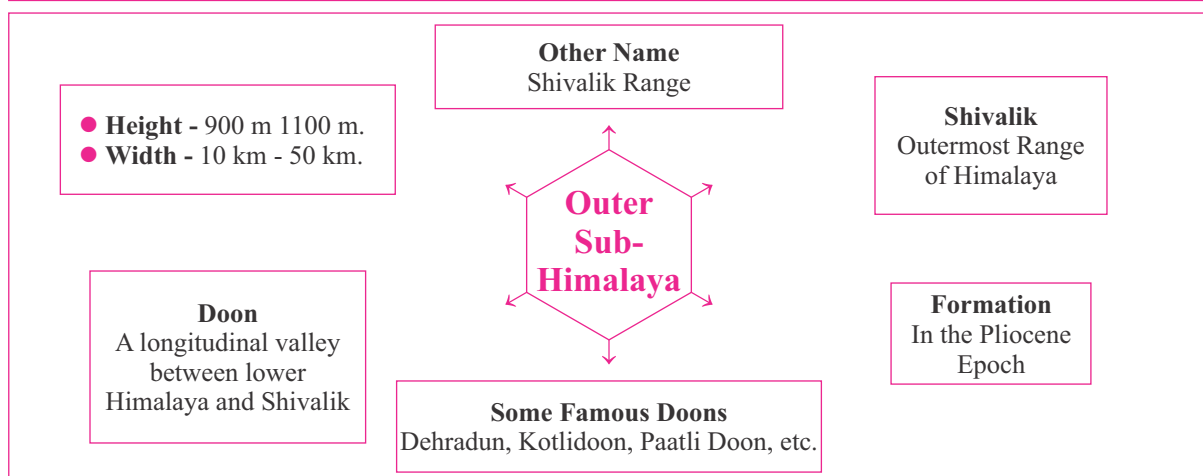 Other Name
Shivalik Range
● Height - 900 m 1100 m.
● Width - 10 km - 50 km.
Shivalik
Outermost Range
of Himalaya
Outer
Sub-
Himalaya
Doon
A longitudinal valley
between lower
Himalaya and Shivalik
Formation
In the Pliocene
Epoch
Some Famous Doons
Dehradun, Kotlidoon, Paatli Doon, etc.